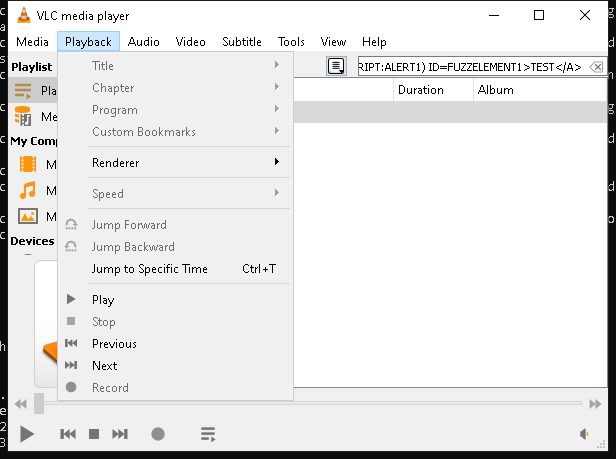 VLC media player
Media Playback Audio Video Subtitle Tools View Help
Playlist
RIPT:ALERT1) ID=FUZZELEMENT1>TEST</A>
Pla
Duration Album
Me
My Comp
M
M
M
Devices
Title
Chapter
Program
Custom Bookmarks
Renderer
Speed
Jump Forward
Jump Backward
Jump to Specific Time Ctrl+T
Play
Stop
Previous
Next
Record